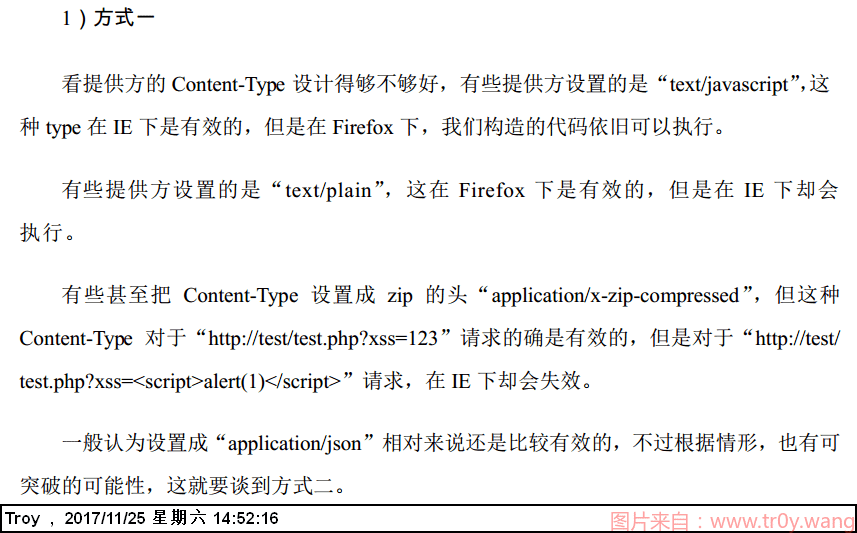 1）方式一
看提供方的 Content-Type 设计得够不够好，有些提供方设置的是“text/javascript”，这
种 type 在 IE 下是有效的，但是在 Firefox 下，我们构造的代码依旧可以执行。
有些提供方设置的是“text/plain”，这在 Firefox 下是有效的，但是在 IE 下却会
执行。
有些甚至把 Content-Type 设置成 zip 的头“application/x-zip-compressed”，但这种
Content-Type 对于“http://test/test.php?xss=123”请求的确是有效的，但是对于“http://test/
test.php?xss=<script>alert(1)</script>”请求，在 IE 下却会失效。
一般认为设置成“application/json”相对来说还是比较有效的，不过根据情形，也有可
突破的可能性，这就要谈到方式二。
Troy , 2017/11/25 星期六 14:52:16
图片来自：www.tr0y.wang